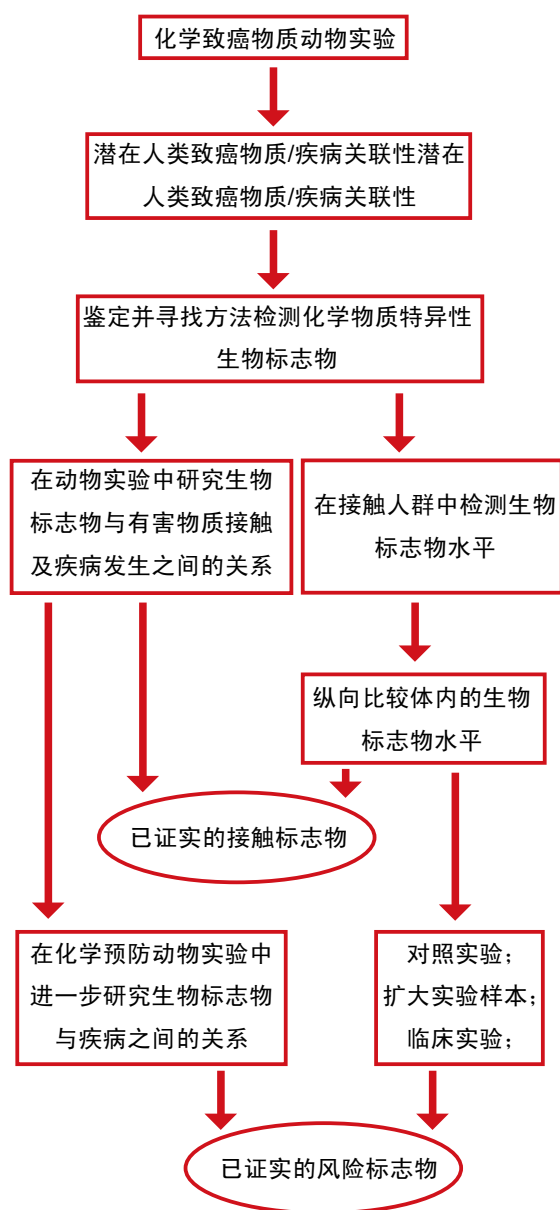 化学致癌物质动物实验
潜在人类致癌物质/疾病关联性潜在
人类致癌物质/疾病关联性
鉴定并寻找方法检测化学物质特异性
生物标志物
在动物实验中研究生物
标志物与有害物质接触
及疾病发生之间的关系
在接触人群中检测生物
标志物水平
纵向比较体内的生物
标志物水平
已证实的接触标志物
在化学预防动物实验中
进一步研究生物标志物
与疾病之间的关系
对照实验；
扩大实验样本；
临床实验；
已证实的风险标志物